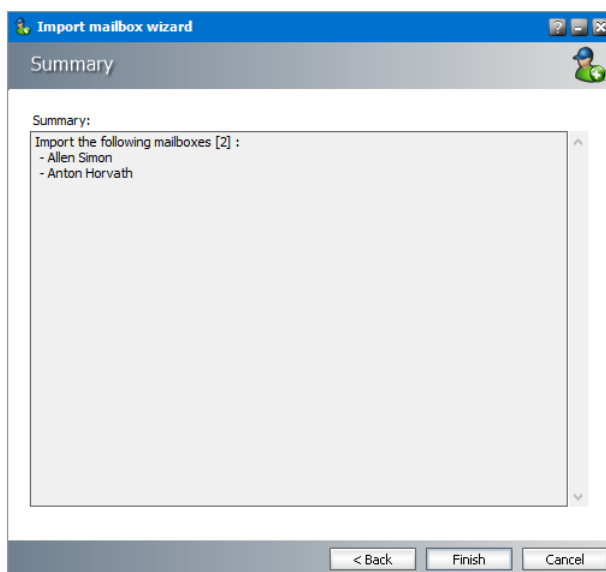 Import mailbox wizard
Summary
Summary:
Import the following mailboxes [2] :
- Allen Simon
- Anton Horvath
< Back Finish Cancel